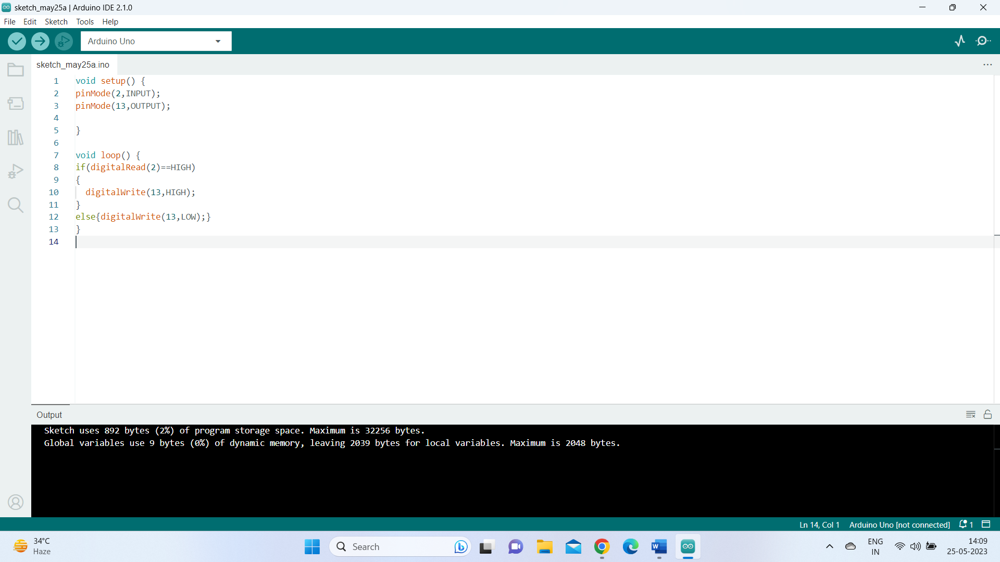 sketch_may25a | Arduino IDE 2.1.0
File Edit Sketch Tools Help
Arduino Uno
sketch_may25a.ino
1 void setup() {
2 pinMode(2,INPUT);
3 pinMode(13,OUTPUT);
4
5 }
6
7 void loop() {
8 if(digitalRead(2)==HIGH)
9 {
10 digitalWrite(13,HIGH);
11 }
12 else{digitalWrite(13,LOW);}
13 }
14
Output
Sketch uses 892 bytes (2%) of program storage space. Maximum is 32256 bytes.
Global variables use 9 bytes (0%) of dynamic memory, leaving 2039 bytes for local variables. Maximum is 2048 bytes.
Ln 14, Col 1 Arduino Uno [not connected] 1
34°C
Haze
Search
W
ENG
IN
14:09
25-05-2023